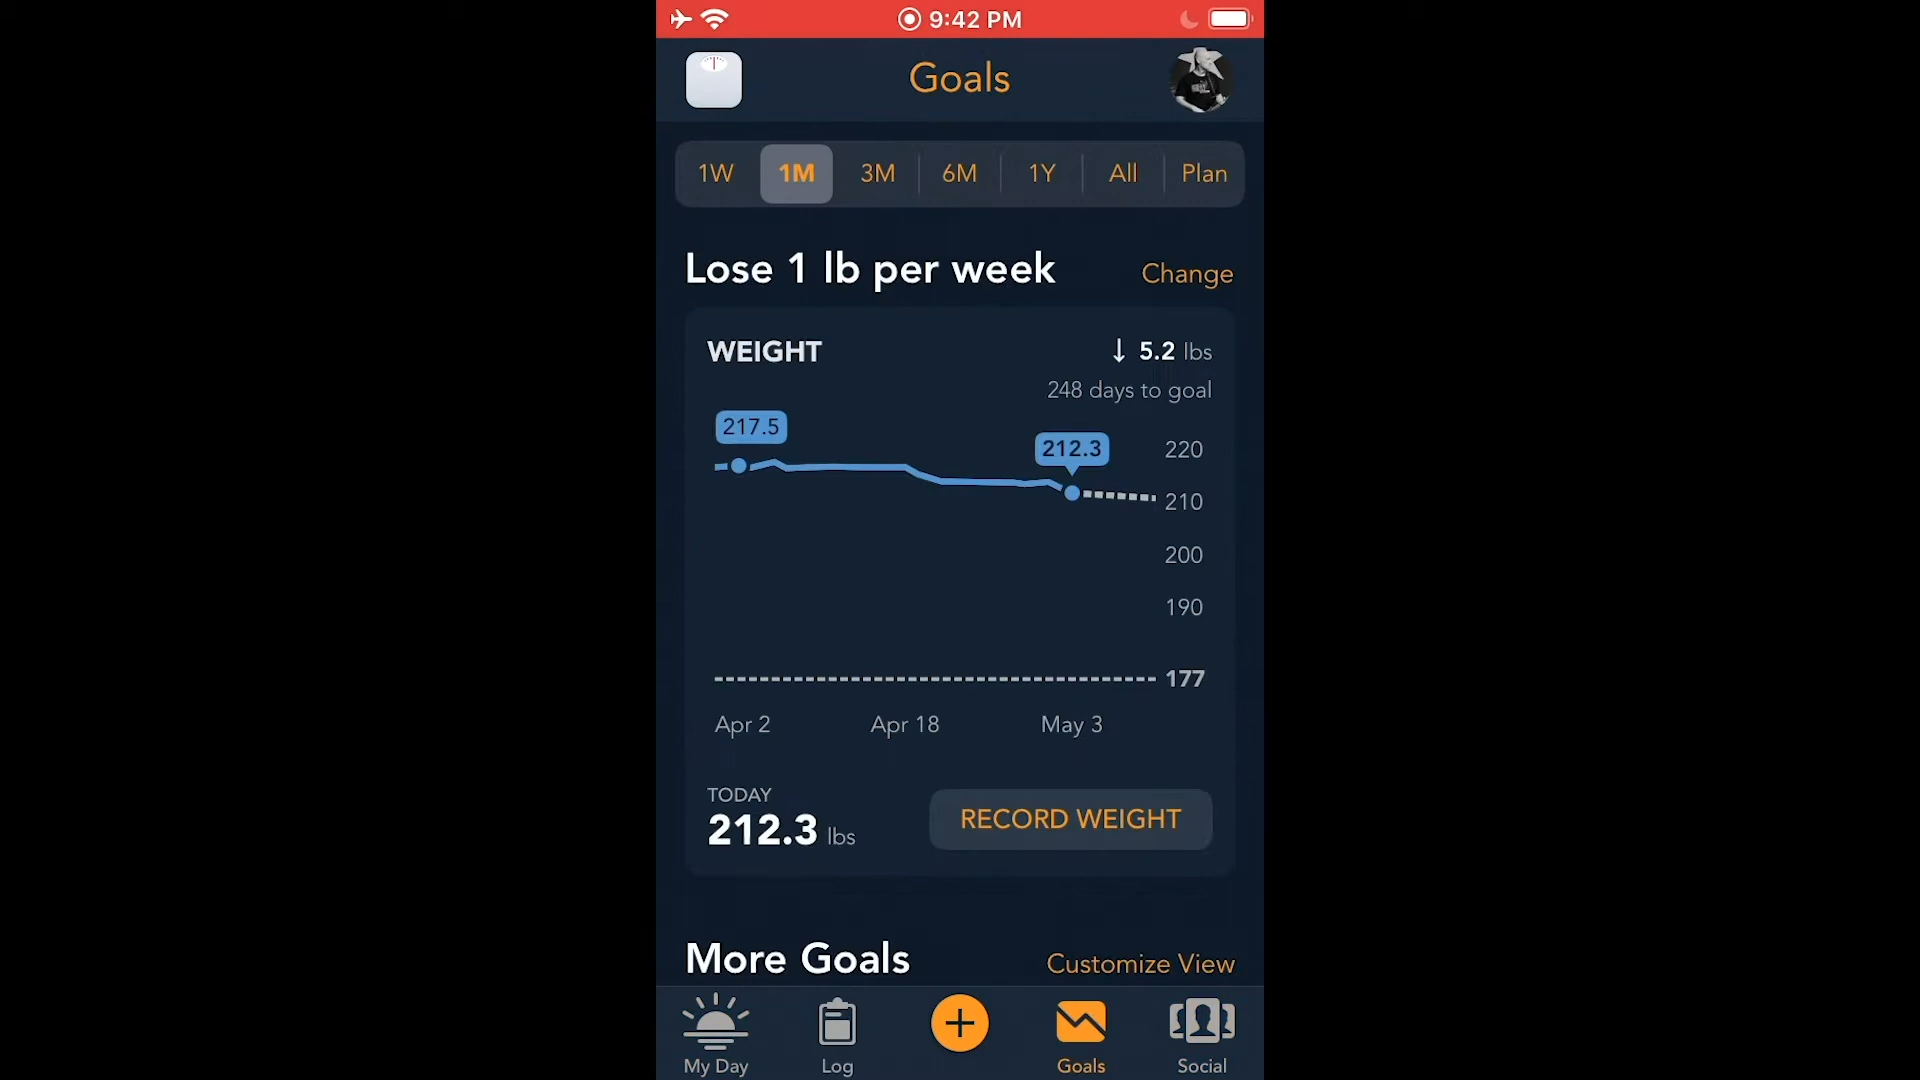 9:42 PM
Goals
1W 1M 3M 6M 1Y All Plan
Lose 1 lb per week Change
WEIGHT ↓ 5.2 lbs
248 days to goal
217.5
212.3
220
210
200
190
177
Apr 2 Apr 18 May 3
TODAY
212.3 lbs
RECORD WEIGHT
More Goals Customize View
My Day Log + Goals Social